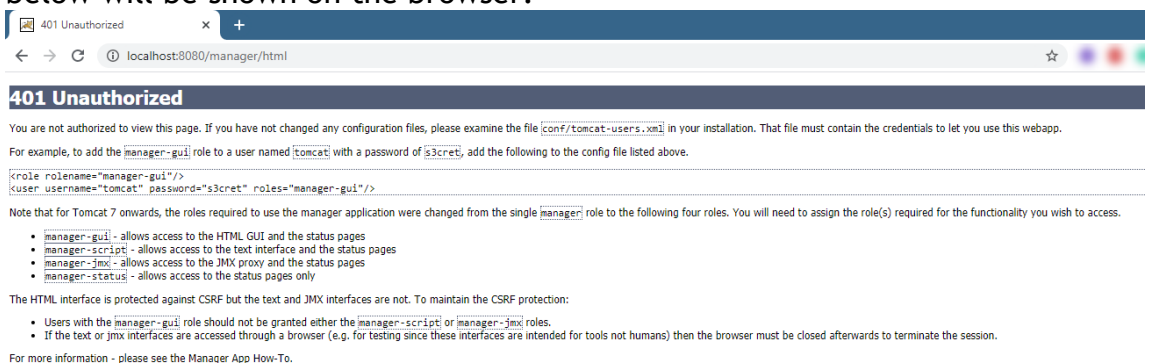 below will be shown on the browser.
401 Unauthorized
localhost:8080/manager/html
401 Unauthorized
You are not authorized to view this page. If you have not changed any configuration files, please examine the file conf/tomcat-users.xml in your installation. That file must contain the credentials to let you use this webapp.
For example, to add the manager-gui role to a user named tomcat with a password of s3cret, add the following to the config file listed above.
<role rolename="manager-gui"/>
<user username="tomcat" password="s3cret" roles="manager-gui"/>
Note that for Tomcat 7 onwards, the roles required to use the manager application were changed from the single manager role to the following four roles. You will need to assign the role(s) required for the functionality you wish to access.
• manager-gui - allows access to the HTML GUI and the status pages
• manager-script - allows access to the text interface and the status pages
• manager-jmx - allows access to the JMX proxy and the status pages
• manager-status - allows access to the status pages only
The HTML interface is protected against CSRF but the text and JMX interfaces are not. To maintain the CSRF protection:
• Users with the manager-gui role should not be granted either the manager-script or manager-jmx roles.
• If the text or jmx interfaces are accessed through a browser (e.g. for testing since these interfaces are intended for tools not humans) then the browser must be closed afterwards to terminate the session.
For more information - please see the Manager App How-To.